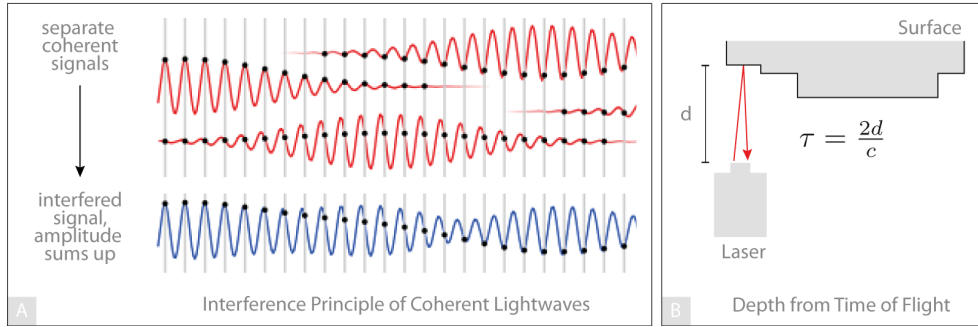 separate
coherent
signals
interfered
signal,
amplitude
sums up
A
Interference Principle of Coherent Lightwaves
Surface
d
τ = 2d/c
Laser
B
Depth from Time of Flight